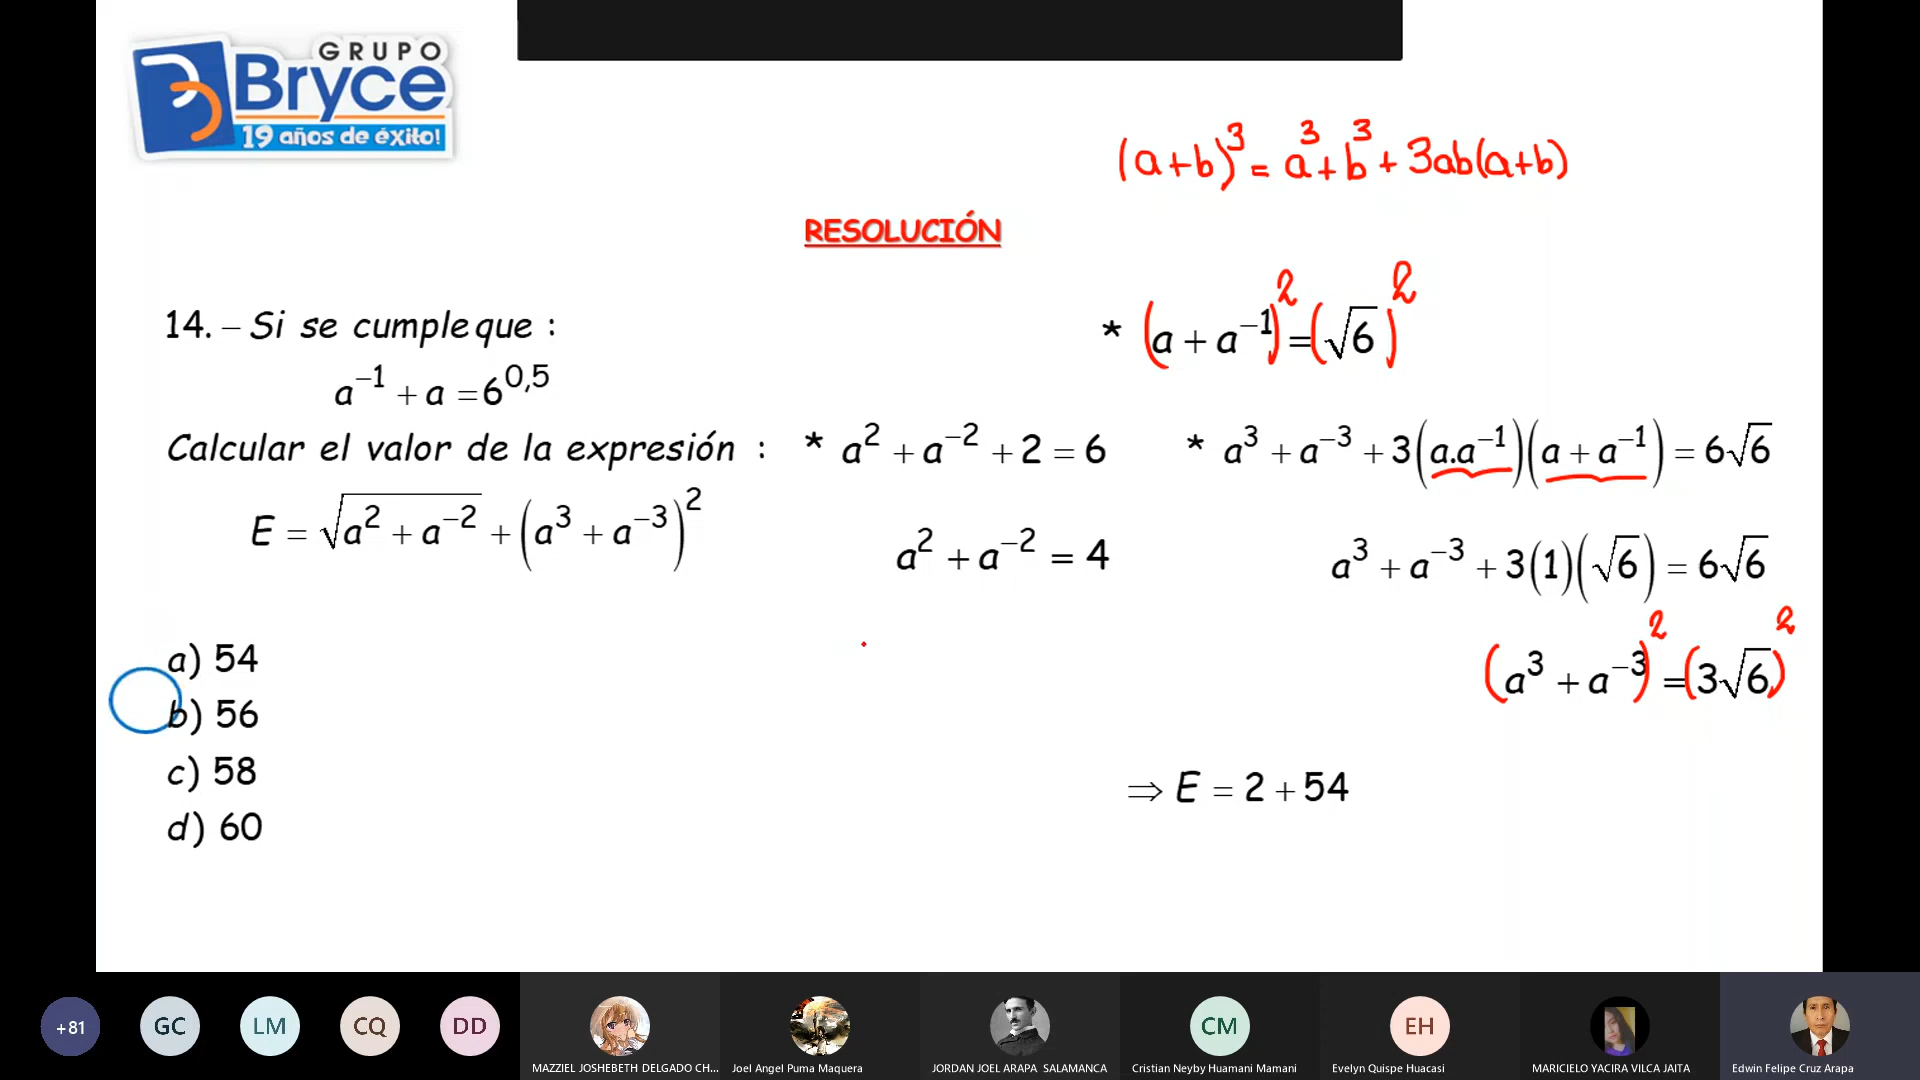 GRUPO
Bryce
19 años de éxito!
(a+b)³ = a³+b³+3ab(a+b)
RESOLUCIÓN
14. – Si se cumple que :
a⁻¹ + a = 6^0,5
Calcular el valor de la expresión :
E = √(a² + a⁻²) + (a³ + a⁻³)²
a) 54
b) 56
c) 58
d) 60
* (a + a⁻¹)² = (√6)²
* a² + a⁻² + 2 = 6
a² + a⁻² = 4
* a³ + a⁻³ + 3(a.a⁻¹)(a + a⁻¹) = 6√6
a³ + a⁻³ + 3(1)(√6) = 6√6
(a³ + a⁻³)² = (3√6)²
⇒ E = 2 + 54
+81
GC
LM
CQ
DD
MAZZIEL JOSHEBETH DELGADO CH...
Joel Angel Puma Maquera
JORDAN JOEL ARAPA SALAMANCA
CM
Cristian Neyby Huamani Mamani
EH
Evelyn Quispe Huacasi
MARICIELO YACIRA VILCA JAITA
Edwin Felipe Cruz Arapa